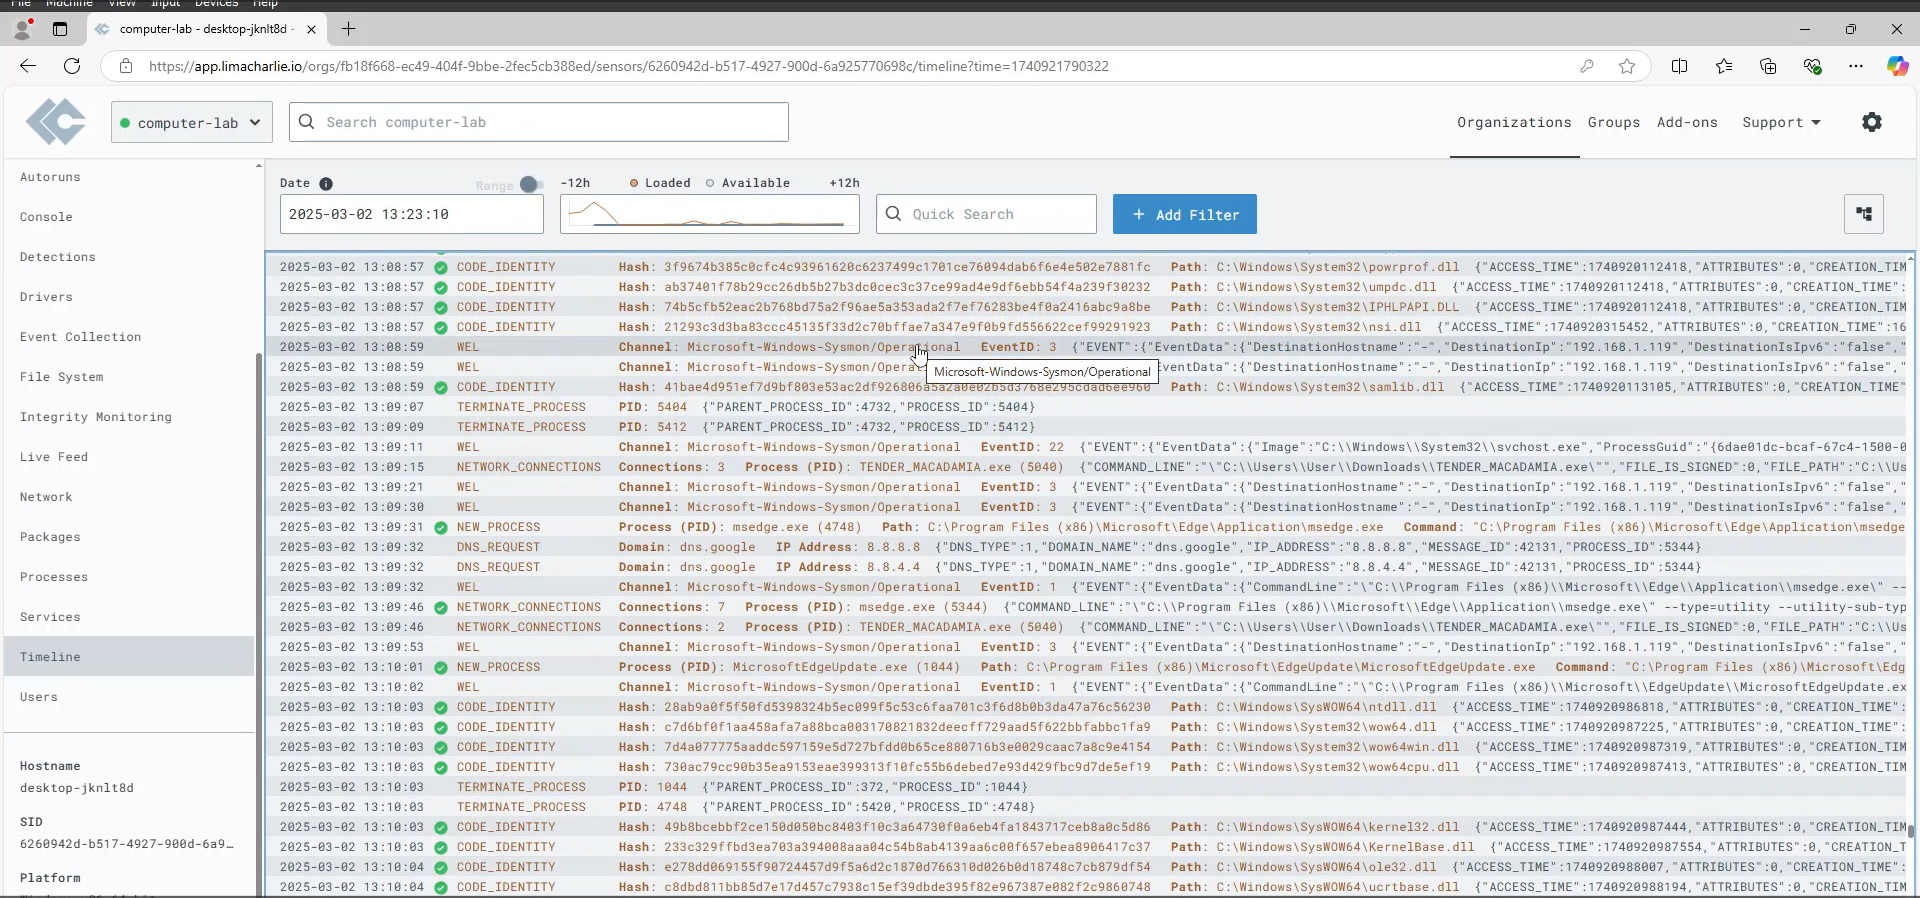 File Machine View Input Devices Help
computer-lab - desktop-jknlt8d -
https://app.limacharlie.io/orgs/fb18f668-ec49-404f-9bbe-2fec5cb388ed/sensors/6260942d-b517-4927-900d-6a925770698c/timeline?time=1740921790322
computer-lab
Search computer-lab
Organizations Groups Add-ons Support
Autoruns
Console
Detections
Drivers
Event Collection
File System
Integrity Monitoring
Live Feed
Network
Packages
Processes
Services
Timeline
Users
Hostname
desktop-jknlt8d
SID
6260942d-b517-4927-900d-6a9…
Platform
Date Range -12h Loaded Available +12h
2025-03-02 13:23:10 Quick Search + Add Filter
2025-03-02 13:08:57 CODE_IDENTITY Hash: 3f9674b385c0cfc4c93961620c6237499c1701ce76094dab6f6e4e502e7881fc Path: C:\Windows\System32\powrprof.dll {"ACCESS_TIME":1740920112418,"ATTRIBUTES":0,"CREATION_TIM
2025-03-02 13:08:57 CODE_IDENTITY Hash: ab37401f78b29cc26db5b27b3dc0cec3c37ce99ad4e9df6ebb54f4a239f30232 Path: C:\Windows\System32\umpdc.dll {"ACCESS_TIME":1740920112418,"ATTRIBUTES":0,"CREATION_TIME":
2025-03-02 13:08:57 CODE_IDENTITY Hash: 74b5cfb52eac2b768bd75a2f96ae5a353ada2f7ef76283be4f0a2416abc9a8be Path: C:\Windows\System32\IPHLPAPI.DLL {"ACCESS_TIME":1740920112418,"ATTRIBUTES":0,"CREATION_TIM
2025-03-02 13:08:57 CODE_IDENTITY Hash: 21293c3d3ba83ccc45135f33d2c70bffae7a347e9f0b9fd556622cef99291923 Path: C:\Windows\System32\nsi.dll {"ACCESS_TIME":1740920315452,"ATTRIBUTES":0,"CREATION_TIME":16
2025-03-02 13:08:59 WEL Channel: Microsoft-Windows-Sysmon/Operational EventID: 3 {"EVENT":{"EventData":{"DestinationHostname":"-","DestinationIp":"192.168.1.119","DestinationIsIpv6":"false","
2025-03-02 13:08:59 WEL Channel: Microsoft-Windows-Sysmon/Opera Microsoft-Windows-Sysmon/Operational {"DestinationHostname":"-","DestinationIp":"192.168.1.119","DestinationIsIpv6":"false","
2025-03-02 13:08:59 CODE_IDENTITY Hash: Path: C:\Windows\System32\samlib.dll {"ACCESS_TIME":1740920113105,"ATTRIBUTES":0,"CREATION_TIME"
2025-03-02 13:09:07 TERMINATE_PROCESS PID: 5404 {"PARENT_PROCESS_ID":4732,"PROCESS_ID":5404}
2025-03-02 13:09:09 TERMINATE_PROCESS PID: 5412 {"PARENT_PROCESS_ID":4732,"PROCESS_ID":5412}
2025-03-02 13:09:11 WEL Channel: Microsoft-Windows-Sysmon/Operational EventID: 22 {"EVENT":{"EventData":{"Image":"C:\\Windows\\System32\\svchost.exe","ProcessGuid":"{6dae01dc-bcaf-67c4-1500-0
2025-03-02 13:09:15 NETWORK_CONNECTIONS Connections: 3 Process (PID): TENDER_MACADAMIA.exe (5040) {"COMMAND_LINE":"\"C:\\Users\\User\\Downloads\\TENDER_MACADAMIA.exe\"","FILE_IS_SIGNED":0,"FILE_PATH":"C:\\Us
2025-03-02 13:09:21 WEL Channel: Microsoft-Windows-Sysmon/Operational EventID: 3 {"EVENT":{"EventData":{"DestinationHostname":"-","DestinationIp":"192.168.1.119","DestinationIsIpv6":"false","
2025-03-02 13:09:30 WEL Channel: Microsoft-Windows-Sysmon/Operational EventID: 3 {"EVENT":{"EventData":{"DestinationHostname":"-","DestinationIp":"192.168.1.119","DestinationIsIpv6":"false","
2025-03-02 13:09:31 NEW_PROCESS Process (PID): msedge.exe (4748) Path: C:\Program Files (x86)\Microsoft\Edge\Application\msedge.exe Command: "C:\Program Files (x86)\Microsoft\Edge\Application\msedge
2025-03-02 13:09:32 DNS_REQUEST Domain: dns.google IP Address: 8.8.8.8 {"DNS_TYPE":1,"DOMAIN_NAME":"dns.google","IP_ADDRESS":"8.8.8.8","MESSAGE_ID":42131,"PROCESS_ID":5344}
2025-03-02 13:09:32 DNS_REQUEST Domain: dns.google IP Address: 8.8.4.4 {"DNS_TYPE":1,"DOMAIN_NAME":"dns.google","IP_ADDRESS":"8.8.4.4","MESSAGE_ID":42131,"PROCESS_ID":5344}
2025-03-02 13:09:32 WEL Channel: Microsoft-Windows-Sysmon/Operational EventID: 1 {"EVENT":{"EventData":{"CommandLine":"\"C:\\Program Files (x86)\\Microsoft\\Edge\\Application\\msedge.exe\" --
2025-03-02 13:09:46 NETWORK_CONNECTIONS Connections: 7 Process (PID): msedge.exe (5344) {"COMMAND_LINE":"\"C:\\Program Files (x86)\\Microsoft\\Edge\\Application\\msedge.exe\" --type=utility --utility-sub-typ
2025-03-02 13:09:46 NETWORK_CONNECTIONS Connections: 2 Process (PID): TENDER_MACADAMIA.exe (5040) {"COMMAND_LINE":"\"C:\\Users\\User\\Downloads\\TENDER_MACADAMIA.exe\"","FILE_IS_SIGNED":0,"FILE_PATH":"C:\\Us
2025-03-02 13:09:53 WEL Channel: Microsoft-Windows-Sysmon/Operational EventID: 3 {"EVENT":{"EventData":{"DestinationHostname":"-","DestinationIp":"192.168.1.119","DestinationIsIpv6":"false","
2025-03-02 13:10:01 NEW_PROCESS Process (PID): MicrosoftEdgeUpdate.exe (1044) Path: C:\Program Files (x86)\Microsoft\EdgeUpdate\MicrosoftEdgeUpdate.exe Command: "C:\Program Files (x86)\Microsoft\Edg
2025-03-02 13:10:02 WEL Channel: Microsoft-Windows-Sysmon/Operational EventID: 1 {"EVENT":{"EventData":{"CommandLine":"\"C:\\Program Files (x86)\\Microsoft\\EdgeUpdate\\MicrosoftEdgeUpdate.ex
2025-03-02 13:10:03 CODE_IDENTITY Hash: 28ab9a0f5f50fd5398324b5ec099f5c53c6faa701c3f6d8b0b3da47a76c56230 Path: C:\Windows\SysWOW64\ntdll.dll {"ACCESS_TIME":1740920986818,"ATTRIBUTES":0,"CREATION_TIME":
2025-03-02 13:10:03 CODE_IDENTITY Hash: c7d6bf0f1aa458afa7a88bca003170821832deecff729aad5f622bbfabbc1fa9 Path: C:\Windows\System32\wow64.dll {"ACCESS_TIME":1740920987225,"ATTRIBUTES":0,"CREATION_TIME":
2025-03-02 13:10:03 CODE_IDENTITY Hash: 7d4a077775aaddc597159e5d727bfdd0b65ce880716b3e0029caac7a8c9e4154 Path: C:\Windows\System32\wow64win.dll {"ACCESS_TIME":1740920987319,"ATTRIBUTES":0,"CREATION_TIM
2025-03-02 13:10:03 CODE_IDENTITY Hash: 730ac79cc90b35ea9153eae399313f10fc55b6debed7e93d429fbc9d7de5ef19 Path: C:\Windows\System32\wow64cpu.dll {"ACCESS_TIME":1740920987413,"ATTRIBUTES":0,"CREATION_TIM
2025-03-02 13:10:03 TERMINATE_PROCESS PID: 1044 {"PARENT_PROCESS_ID":372,"PROCESS_ID":1044}
2025-03-02 13:10:03 TERMINATE_PROCESS PID: 4748 {"PARENT_PROCESS_ID":5420,"PROCESS_ID":4748}
2025-03-02 13:10:03 CODE_IDENTITY Hash: 49b8bcebbf2ce150d050bc8403f10c3a64730f0a6eb4fa1843717ceb8a0c5d86 Path: C:\Windows\SysWOW64\kernel32.dll {"ACCESS_TIME":1740920987444,"ATTRIBUTES":0,"CREATION_TIM
2025-03-02 13:10:03 CODE_IDENTITY Hash: 233c329ffbd3ea703a394008aaa04c54b8ab4139aa6c00f657ebea8906417c37 Path: C:\Windows\SysWOW64\KernelBase.dll {"ACCESS_TIME":1740920987554,"ATTRIBUTES":0,"CREATION_T
2025-03-02 13:10:04 CODE_IDENTITY Hash: e278dd069155f90724457d9f5a6d2c1870d766310d026b0d18748c7cb879df54 Path: C:\Windows\SysWOW64\ole32.dll {"ACCESS_TIME":1740920988007,"ATTRIBUTES":0,"CREATION_TIME":
2025-03-02 13:10:04 CODE_IDENTITY Hash: c8dbd811bb85d7e17d457c7938c15ef39dbde395f82e967387e082f2c9860748 Path: C:\Windows\SysWOW64\ucrtbase.dll {"ACCESS_TIME":1740920988194,"ATTRIBUTES":0,"CREATION_TIM